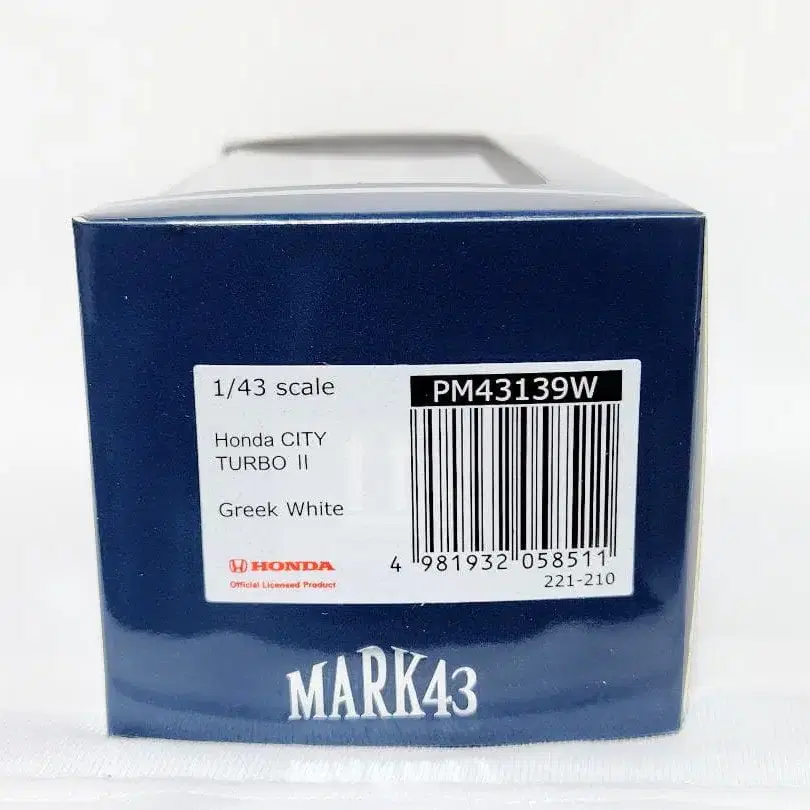 1/43 scale
PM43139W
Honda CITY
TURBO II
Greek White
HONDA
Official Licensed Product
4 981932 058511
221-210
MARK43